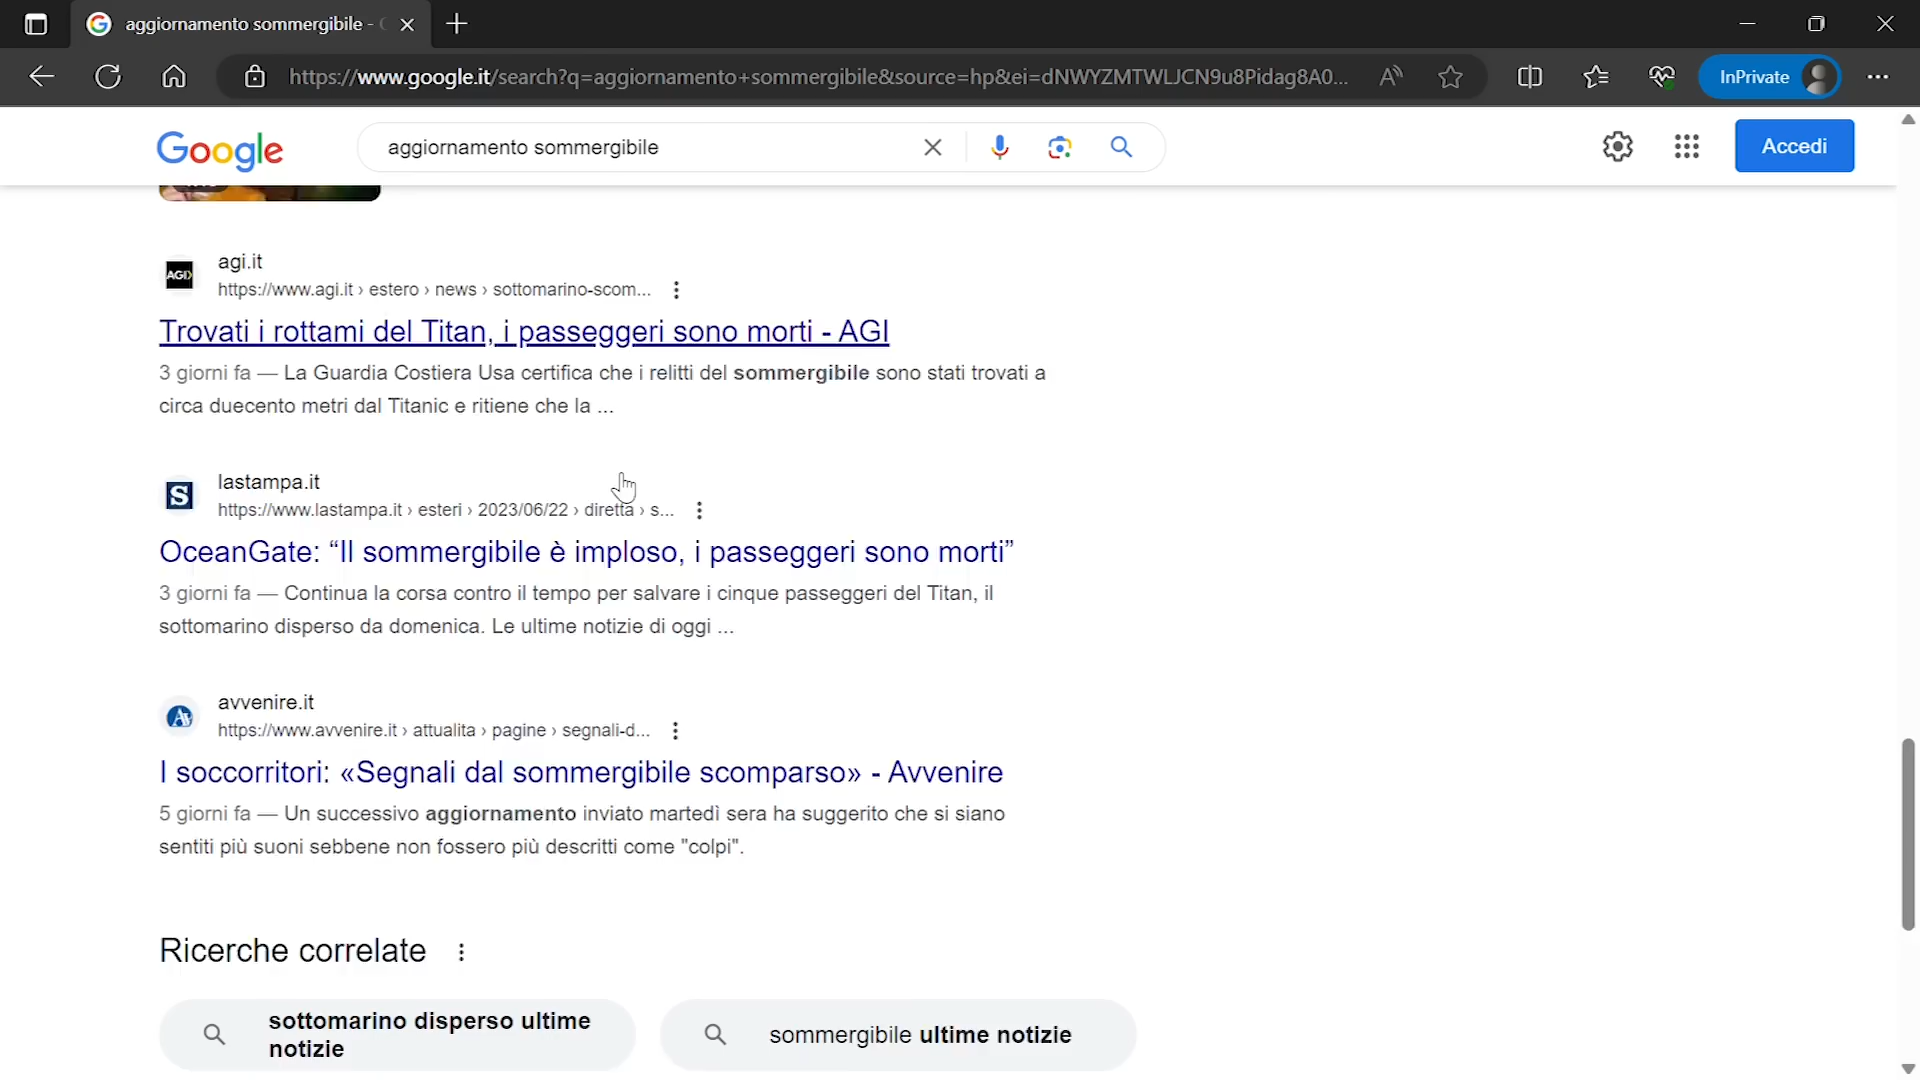 aggiornamento sommergibile -
https://www.google.it/search?q=aggiornamento+sommergibile&source=hp&ei=dNWYZMTWLJCN9u8Pidag8A0...
InPrivate
Google
aggiornamento sommergibile
Accedi
AGI
agi.it
https://www.agi.it › estero › news › sottomarino-scom...
Trovati i rottami del Titan, i passeggeri sono morti - AGI
3 giorni fa — La Guardia Costiera Usa certifica che i relitti del sommergibile sono stati trovati a
circa duecento metri dal Titanic e ritiene che la ...
S
lastampa.it
https://www.lastampa.it › esteri › 2023/06/22 › diretta › s...
OceanGate: “Il sommergibile è imploso, i passeggeri sono morti”
3 giorni fa — Continua la corsa contro il tempo per salvare i cinque passeggeri del Titan, il
sottomarino disperso da domenica. Le ultime notizie di oggi ...
Av
avvenire.it
https://www.avvenire.it › attualita › pagine › segnali-d...
I soccorritori: «Segnali dal sommergibile scomparso» - Avvenire
5 giorni fa — Un successivo aggiornamento inviato martedì sera ha suggerito che si siano
sentiti più suoni sebbene non fossero più descritti come "colpi".
Ricerche correlate
sottomarino disperso ultime
notizie
sommergibile ultime notizie